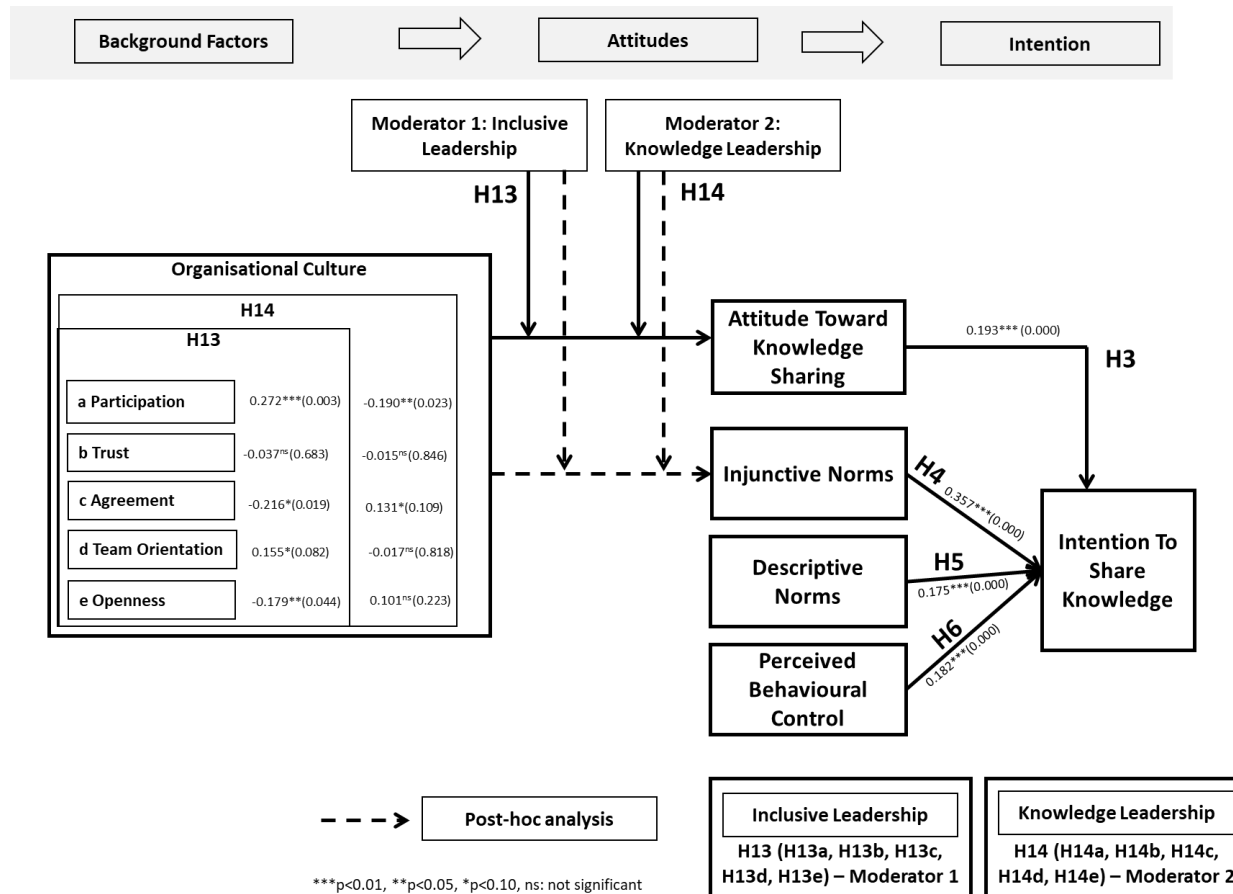 Background Factors
Attitudes
Intention
Moderator 1: Inclusive
Leadership
Moderator 2:
Knowledge Leadership
H13
H14
Organisational Culture
H14
H13
a Participation 0.272***(0.003) -0.190**(0.023)
b Trust -0.037ns(0.683) -0.015ns(0.846)
c Agreement -0.216*(0.019) 0.131*(0.109)
d Team Orientation 0.155*(0.082) -0.017ns(0.818)
e Openness -0.179**(0.044) 0.101ns(0.223)
Attitude Toward
Knowledge
Sharing
0.193***(0.000)
H3
Injunctive Norms
H4
0.357***(0.000)
Descriptive
Norms
H5
0.175***(0.000)
Perceived
Behavioural
Control
H6
0.182***(0.000)
Intention To
Share
Knowledge
Post-hoc analysis
***p<0.01, **p<0.05, *p<0.10, ns: not significant
Inclusive Leadership
H13 (H13a, H13b, H13c,
H13d, H13e) – Moderator 1
Knowledge Leadership
H14 (H14a, H14b, H14c,
H14d, H14e) – Moderator 2